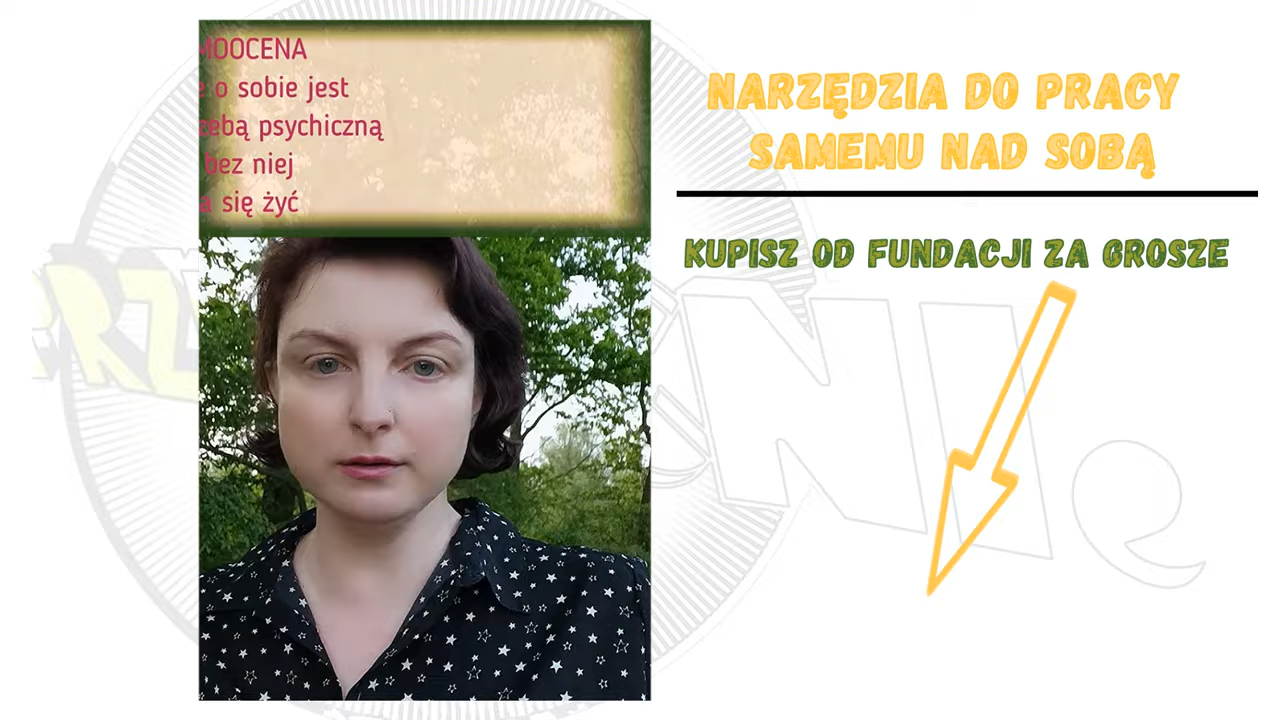 MOOCENA
e o sobie jest
zebą psychiczną
bez niej
a się żyć
NARZĘDZIA DO PRACY
SAMEMU NAD SOBĄ
KUPISZ OD FUNDACJI ZA GROSZE